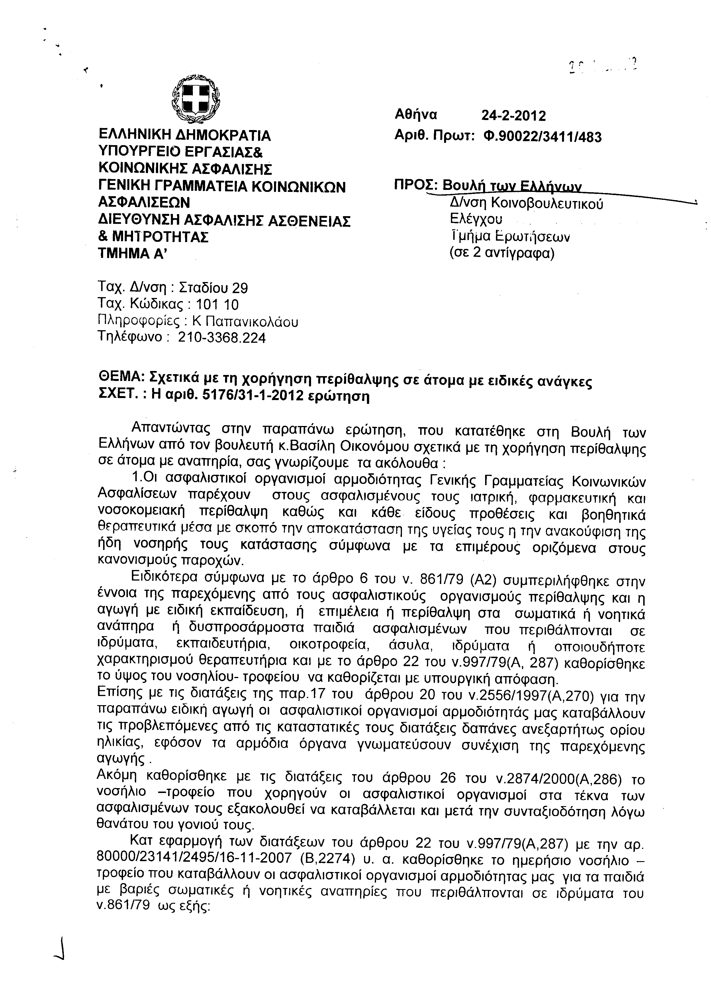 Αθήνα 24-2-2012
Αριθ. Πρωτ: Φ.90022/3411/483
ΕΛΛΗΝΙΚΗ ΔΗΜΟΚΡΑΤΙΑ
ΥΠΟΥΡΓΕΙΟ ΕΡΓΑΣΙΑΣ&
ΚΟΙΝΩΝΙΚΗΣ ΑΣΦΑΛΙΣΗΣ
ΓΕΝΙΚΗ ΓΡΑΜΜΑΤΕΙΑ ΚΟΙΝΩΝΙΚΩΝ
ΑΣΦΑΛΙΣΕΩΝ
ΔΙΕΥΘΥΝΣΗ ΑΣΦΑΛΙΣΗΣ ΑΣΘΕΝΕΙΑΣ
& ΜΗΤΡΟΤΗΤΑΣ
ΤΜΗΜΑ Α’
ΠΡΟΣ: Βουλή των Ελλήνων
Δ/νση Κοινοβουλευτικού
Ελέγχου
Τμήμα Ερωτήσεων
(σε 2 αντίγραφα)
Ταχ. Δ/νση : Σταδίου 29
Ταχ. Κώδικας : 101 10
Πληροφορίες : Κ Παπανικολάου
Τηλέφωνο : 210-3368.224
ΘΕΜΑ: Σχετικά με τη χορήγηση περίθαλψης σε άτομα με ειδικές ανάγκες
ΣΧΕΤ. : Η αριθ. 5176/31-1-2012 ερώτηση
Απαντώντας στην παραπάνω ερώτηση, που κατατέθηκε στη Βουλή των
Ελλήνων από τον βουλευτή κ.Βασίλη Οικονόμου σχετικά με τη χορήγηση περίθαλψης
σε άτομα με αναπηρία, σας γνωρίζουμε τα ακόλουθα :
1.Οι ασφαλιστικοί οργανισμοί αρμοδιότητας Γενικής Γραμματείας Κοινωνικών
Ασφαλίσεων παρέχουν στους ασφαλισμένους τους ιατρική, φαρμακευτική και
νοσοκομειακή περίθαλψη καθώς και κάθε είδους προθέσεις και βοηθητικά
θεραπευτικά μέσα με σκοπό την αποκατάσταση της υγείας τους η την ανακούφιση της
ήδη νοσηρής τους κατάστασης σύμφωνα με τα επιμέρους οριζόμενα στους
κανονισμούς παροχών.
Ειδικότερα σύμφωνα με το άρθρο 6 του ν. 861/79 (Α2) συμπεριλήφθηκε στην
έννοια της παρεχόμενης από τους ασφαλιστικούς οργανισμούς περίθαλψης και η
αγωγή με ειδική εκπαίδευση, ή επιμέλεια ή περίθαλψη στα σωματικά ή νοητικά
ανάπηρα ή δυσπροσάρμοστα παιδιά ασφαλισμένων που περιθάλπονται σε
ιδρύματα, εκπαιδευτήρια, οικοτροφεία, άσυλα, ιδρύματα ή οποιουδήποτε
χαρακτηρισμού θεραπευτήρια και με το άρθρο 22 του ν.997/79(Α, 287) καθορίσθηκε
το ύψος του νοσηλίου- τροφείου να καθορίζεται με υπουργική απόφαση.
Επίσης με τις διατάξεις της παρ.17 του άρθρου 20 του ν.2556/1997(Α,270) για την
παραπάνω ειδική αγωγή οι ασφαλιστικοί οργανισμοί αρμοδιότητάς μας καταβάλλουν
τις προβλεπόμενες από τις καταστατικές τους διατάξεις δαπάνες ανεξαρτήτως ορίου
ηλικίας, εφόσον τα αρμόδια όργανα γνωματεύσουν συνέχιση της παρεχόμενης
αγωγής .
Ακόμη καθορίσθηκε με τις διατάξεις του άρθρου 26 του ν.2874/2000(Α,286) το
νοσήλιο –τροφείο που χορηγούν οι ασφαλιστικοί οργανισμοί στα τέκνα των
ασφαλισμένων τους εξακολουθεί να καταβάλλεται και μετά την συνταξιοδότηση λόγω
θανάτου του γονιού τους.
Κατ εφαρμογή των διατάξεων του άρθρου 22 του ν.997/79(Α,287) με την αρ.
80000/23141/2495/16-11-2007 (Β,2274) υ. α. καθορίσθηκε το ημερήσιο νοσήλιο –
τροφείο που καταβάλλουν οι ασφαλιστικοί οργανισμοί αρμοδιότητας μας για τα παιδιά
με βαριές σωματικές ή νοητικές αναπηρίες που περιθάλπονται σε ιδρύματα του
ν.861/79 ως εξής: